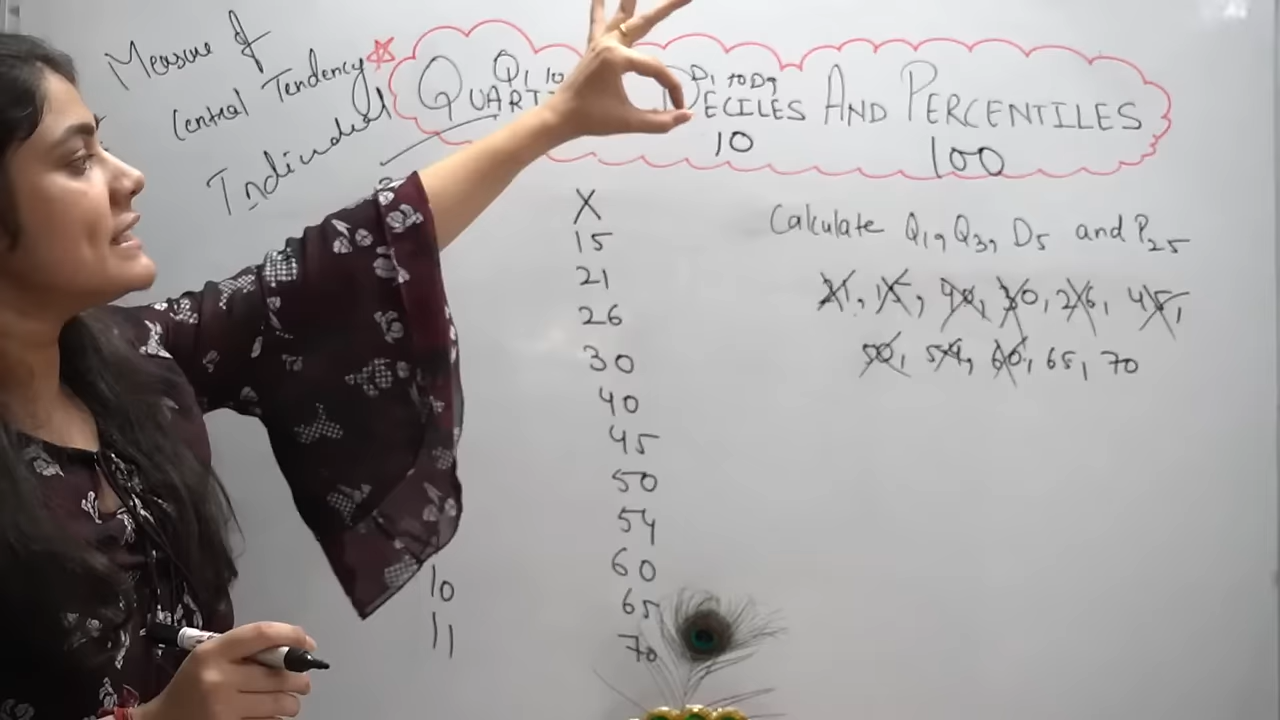 Measure of
Central Tendency
Individual
Q1 to
D1 to D9
DECILES AND PERCENTILES
10
100
X
15
21
26
30
40
45
50
54
60
10
65
11
70
Calculate Q1, Q3, D5 and P25
21, 15, 40, 30, 26, 45,
50, 54, 60, 65, 70